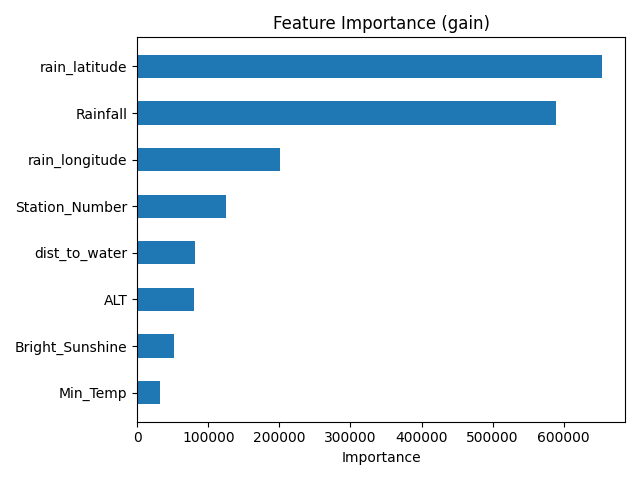 Feature Importance (gain)
rain_latitude
Rainfall
rain_longitude
Station_Number
dist_to_water
ALT
Bright_Sunshine
Min_Temp
0 100000 200000 300000 400000 500000 600000
Importance